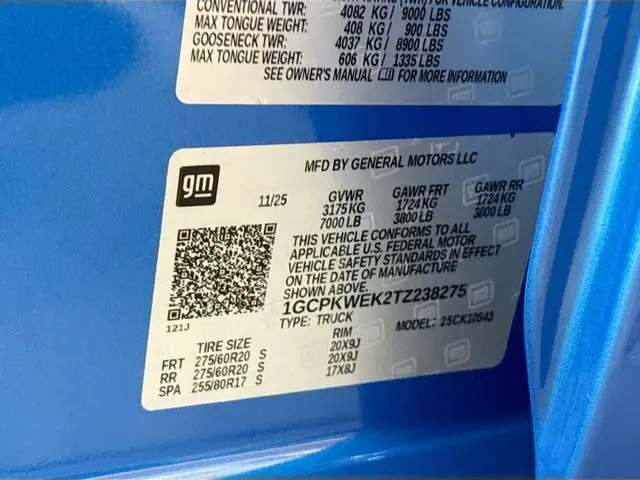 (TWR) FOR VEHICLE CONFIGURATION.
CONVENTIONAL TWR: 4082 KG / 9000 LBS
MAX TONGUE WEIGHT: 408 KG / 900 LBS
GOOSENECK TWR: 4037 KG / 8900 LBS
MAX TONGUE WEIGHT: 606 KG / 1335 LBS
SEE OWNER'S MANUAL FOR MORE INFORMATION
gm
MFD BY GENERAL MOTORS LLC
11/25 GVWR GAWR FRT GAWR RR
3175 KG 1724 KG 1724 KG
7000 LB 3800 LB 3800 LB
THIS VEHICLE CONFORMS TO ALL
APPLICABLE U.S. FEDERAL MOTOR
VEHICLE SAFETY STANDARDS IN EFFECT
ON THE DATE OF MANUFACTURE
SHOWN ABOVE.
1GCPKWEK2TZ238275
TYPE: TRUCK MODEL: 25CK10543
121J
TIRE SIZE RIM
FRT 275/60R20 S 20X9J
RR 275/60R20 S 20X9J
SPA 255/80R17 S 17X8J